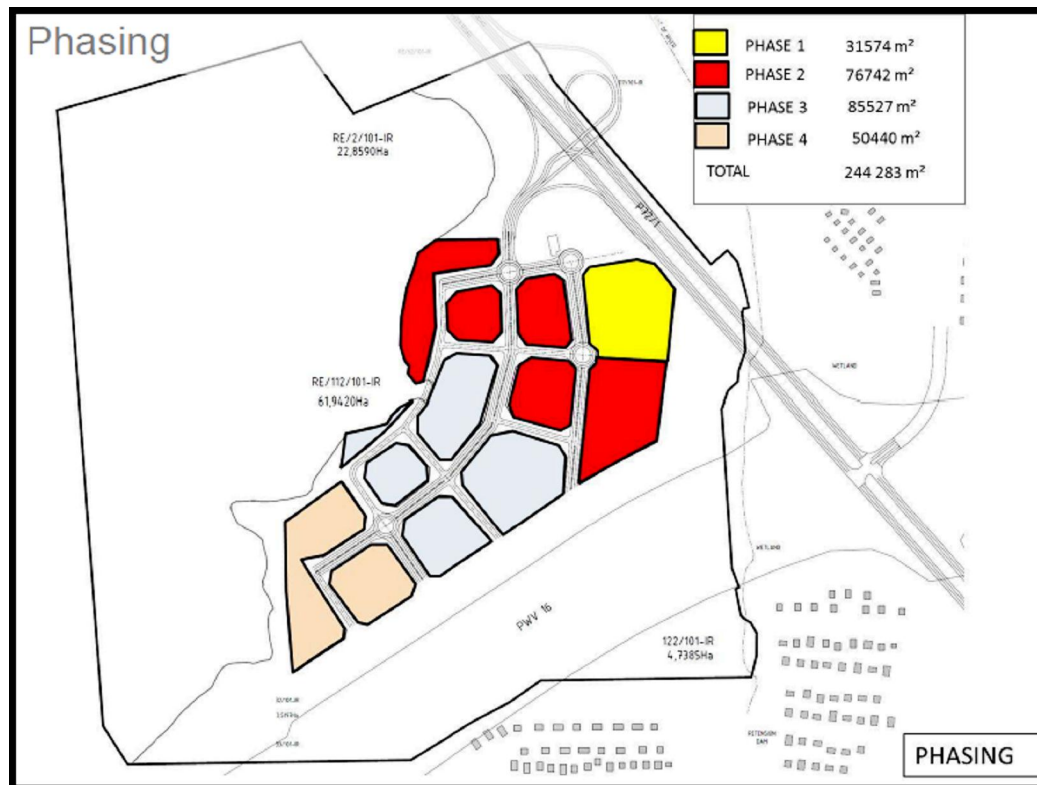 Phasing
PHASE 1 31574 m²
PHASE 2 76742 m²
PHASE 3 85527 m²
PHASE 4 50440 m²
TOTAL 244 283 m²
RE/2/101-IR
22,8590Ha
P72/1
WETLAND
RE/112/101-IR
61,9420Ha
WETLAND
PWV 16
122/101-IR
4,7385Ha
DAM
PHASING